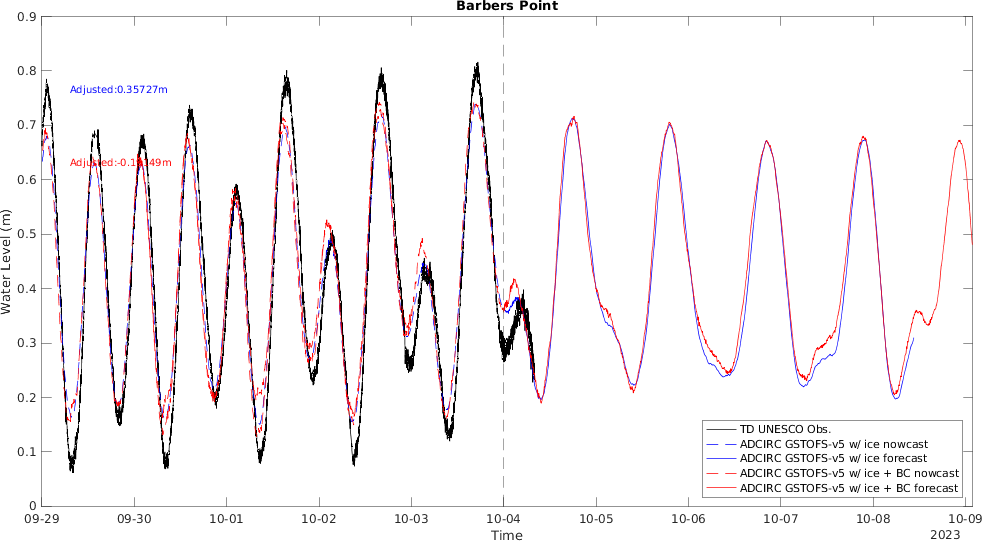 Barbers Point
0.9
0.8
0.7
0.6
0.5
0.4
0.3
0.2
0.1
0
Water Level (m)
Adjusted:0.35727m
TD UNESCO Obs.
ADCIRC GSTOFS-v5 w/ ice nowcast
ADCIRC GSTOFS-v5 w/ ice forecast
ADCIRC GSTOFS-v5 w/ ice + BC nowcast
ADCIRC GSTOFS-v5 w/ ice + BC forecast
09-29 09-30 10-01 10-02 10-03 10-04 10-05 10-06 10-07 10-08 10-09
Time
2023